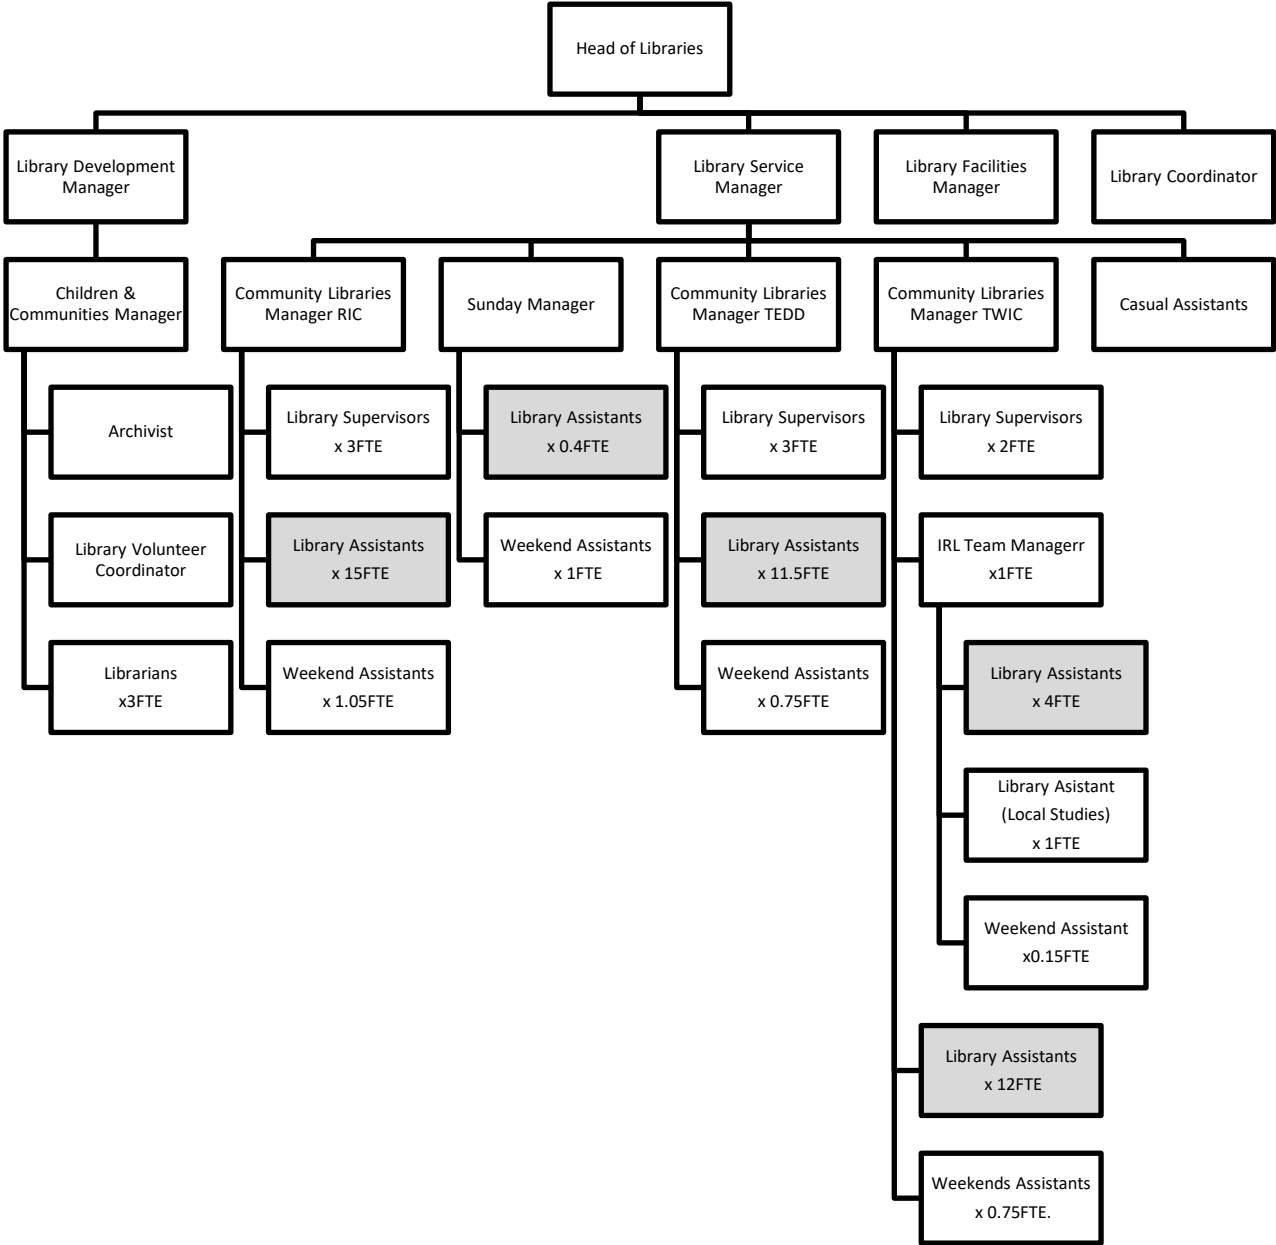 Head of Libraries
Library Development
Manager
Library Service
Manager
Library Facilities
Manager
Library Coordinator
Children &
Communities Manager
Community Libraries
Manager RIC
Sunday Manager
Community Libraries
Manager TEDD
Community Libraries
Manager TWIC
Casual Assistants
Archivist
Library Volunteer
Coordinator
Librarians
x3FTE
Library Supervisors
x 3FTE
Library Assistants
x 15FTE
Weekend Assistants
x 1.05FTE
Library Assistants
x 0.4FTE
Weekend Assistants
x 1FTE
Library Supervisors
x 3FTE
Library Assistants
x 11.5FTE
Weekend Assistants
x 0.75FTE
Library Supervisors
x 2FTE
IRL Team Managerr
x1FTE
Library Assistants
x 4FTE
Library Asistant
(Local Studies)
x 1FTE
Weekend Assistant
x0.15FTE
Library Assistants
x 12FTE
Weekends Assistants
x 0.75FTE.